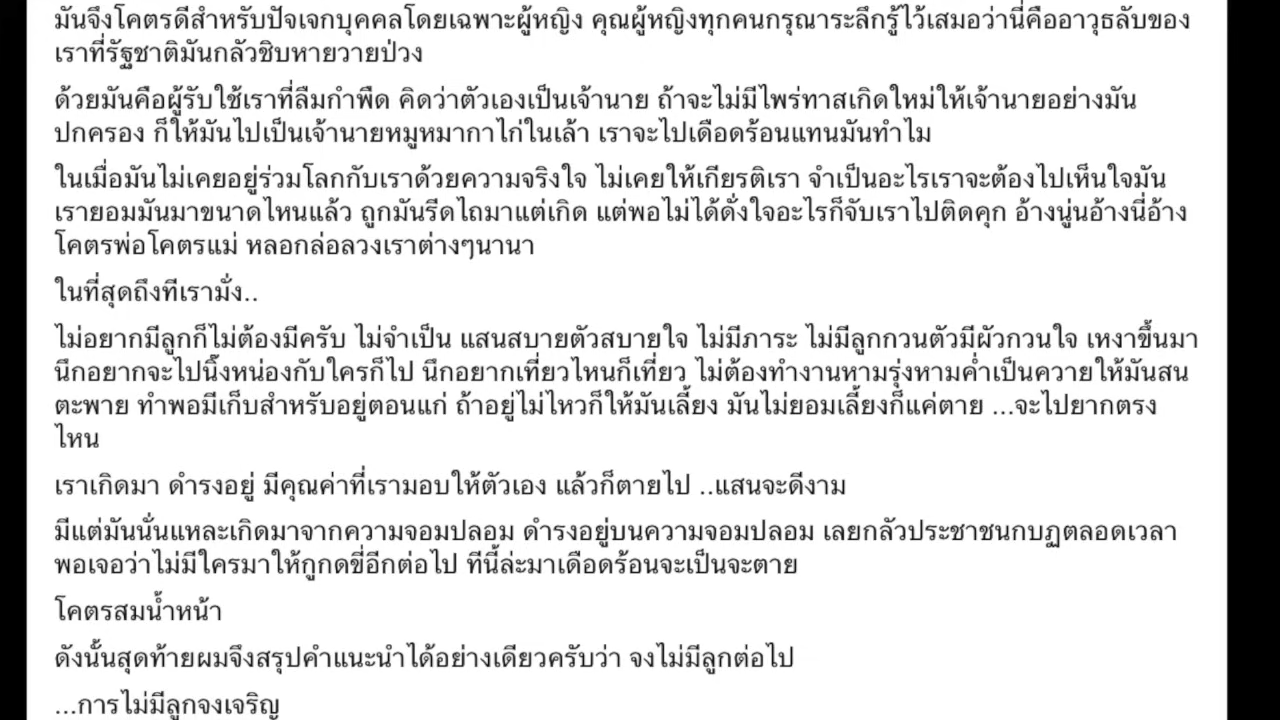 มันจึงโคตรดีสำหรับปัจเจกบุคคลโดยเฉพาะผู้หญิง คุณผู้หญิงทุกคนกรุณาระลึกรู้ไว้เสมอว่านี่คืออาวุธลับของ
เราที่รัฐชาติมันกลัวชิบหายวายป่วง
ด้วยมันคือผู้รับใช้เราที่ลืมกำพืด คิดว่าตัวเองเป็นเจ้านาย ถ้าจะไม่มีไพร่ทาสเกิดใหม่ให้เจ้านายอย่างมัน
ปกครอง ก็ให้มันไปเป็นเจ้านายหมูหมากาไก่ในเล้า เราจะไปเดือดร้อนแทนมันทำไม
ในเมื่อมันไม่เคยอยู่ร่วมโลกกับเราด้วยความจริงใจ ไม่เคยให้เกียรติเรา จำเป็นอะไรเราจะต้องไปเห็นใจมัน
เรายอมมันมาขนาดไหนแล้ว ถูกมันรีดไถมาแต่เกิด แต่พอไม่ได้ดั่งใจอะไรก็จับเราไปติดคุก อ้างนู่นอ้างนี่อ้าง
โคตรพ่อโคตรแม่ หลอกล่อลวงเราต่างๆนานา
ในที่สุดถึงทีเรามั่ง..
ไม่อยากมีลูกก็ไม่ต้องมีครับ ไม่จำเป็น แสนสบายตัวสบายใจ ไม่มีภาระ ไม่มีลูกกวนตัวมีผัวกวนใจ เหงาขึ้นมา
นึกอยากจะไปนิ๊งหน่องกับใครก็ไป นึกอยากเที่ยวไหนก็เที่ยว ไม่ต้องทำงานหามรุ่งหามค่ำเป็นควายให้มันสน
ตะพาย ทำพอมีเก็บสำหรับอยู่ตอนแก่ ถ้าอยู่ไม่ไหวก็ให้มันเลี้ยง มันไม่ยอมเลี้ยงก็แค่ตาย ...จะไปยากตรง
ไหน
เราเกิดมา ดำรงอยู่ มีคุณค่าที่เรามอบให้ตัวเอง แล้วก็ตายไป ..แสนจะดีงาม
มีแต่มันนั่นแหละเกิดมาจากความจอมปลอม ดำรงอยู่บนความจอมปลอม เลยกลัวประชาชนกบฏตลอดเวลา
พอเจอว่าไม่มีใครมาให้กูกดขี่อีกต่อไป ทีนี้ล่ะมาเดือดร้อนจะเป็นจะตาย
โคตรสมน้ำหน้า
ดังนั้นสุดท้ายผมจึงสรุปคำแนะนำได้อย่างเดียวครับว่า จงไม่มีลูกต่อไป
...การไม่มีลูกจงเจริญ